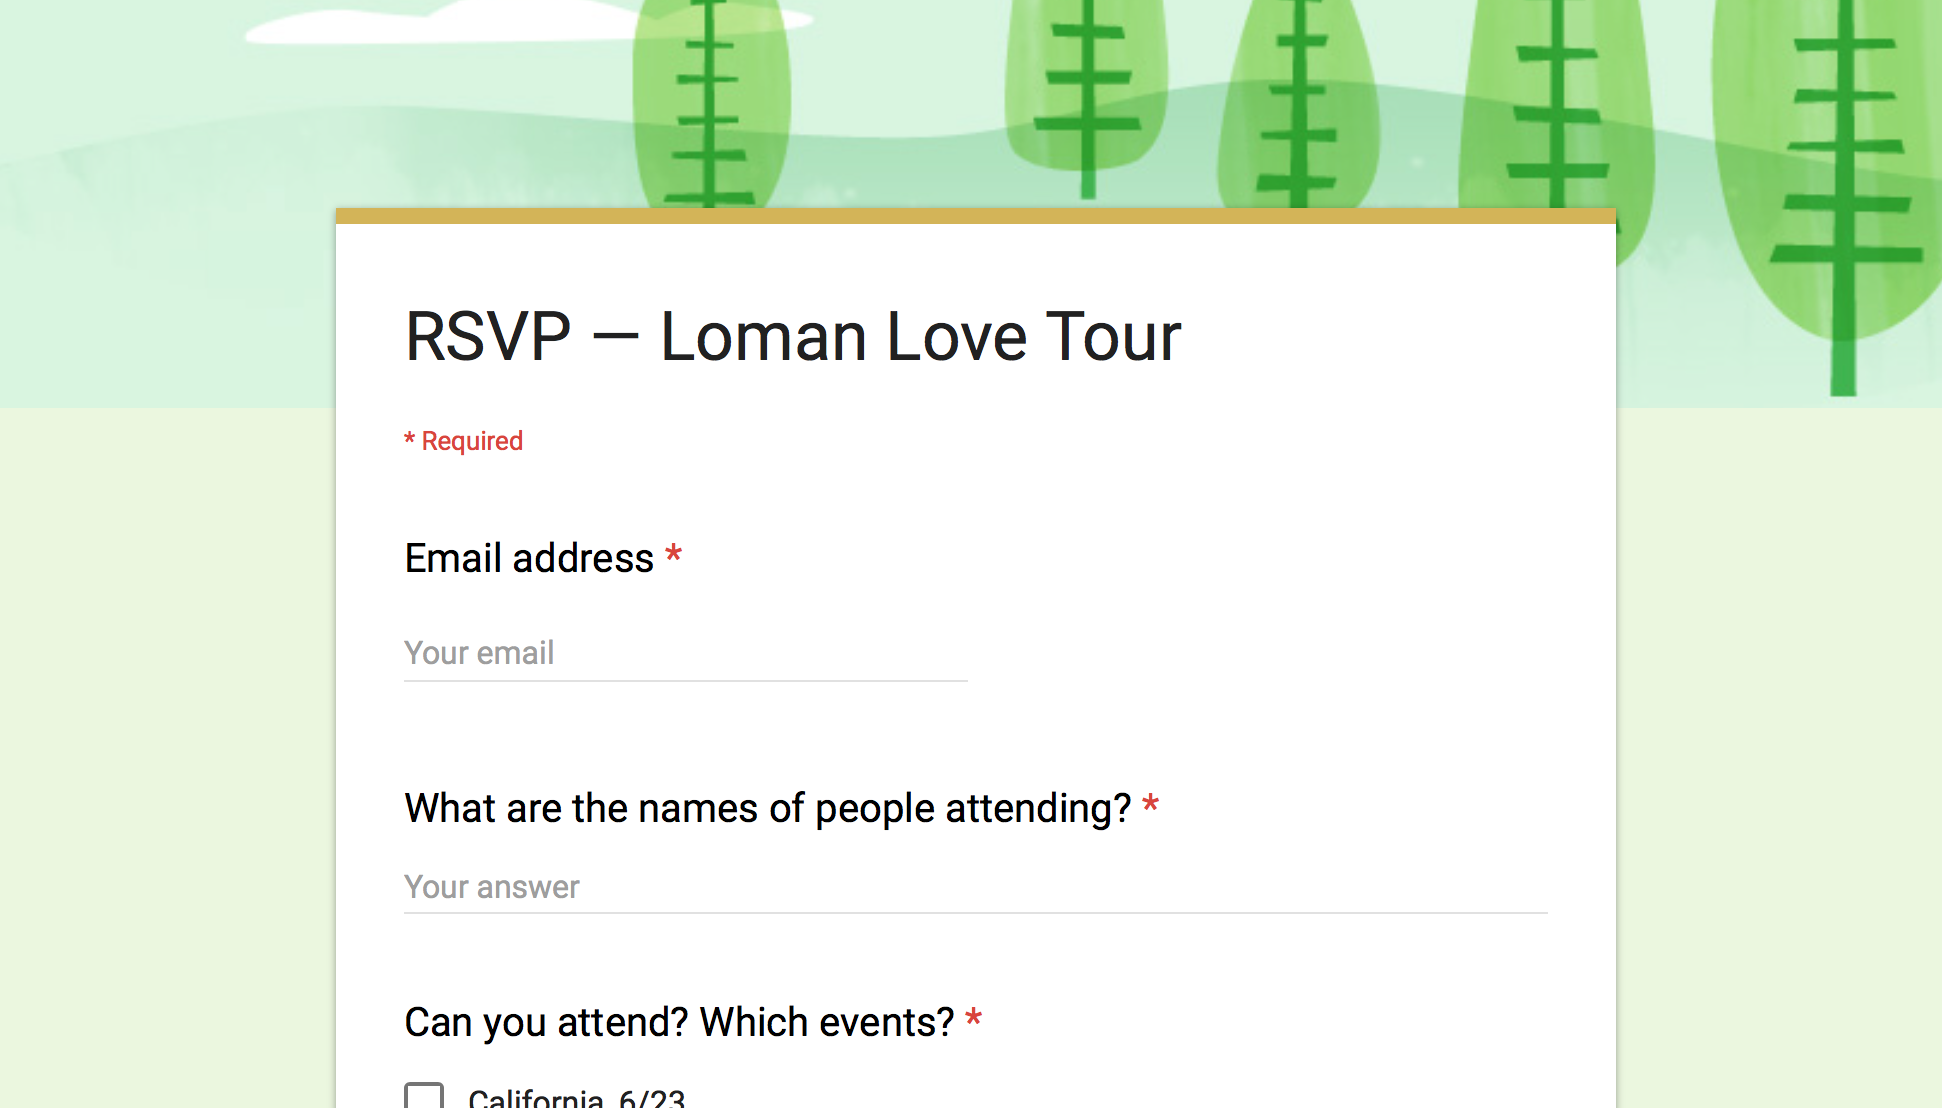 RSVP — Loman Love Tour
* Required
Email address *
Your email
What are the names of people attending? *
Your answer
Can you attend? Which events? *
California, 6/23